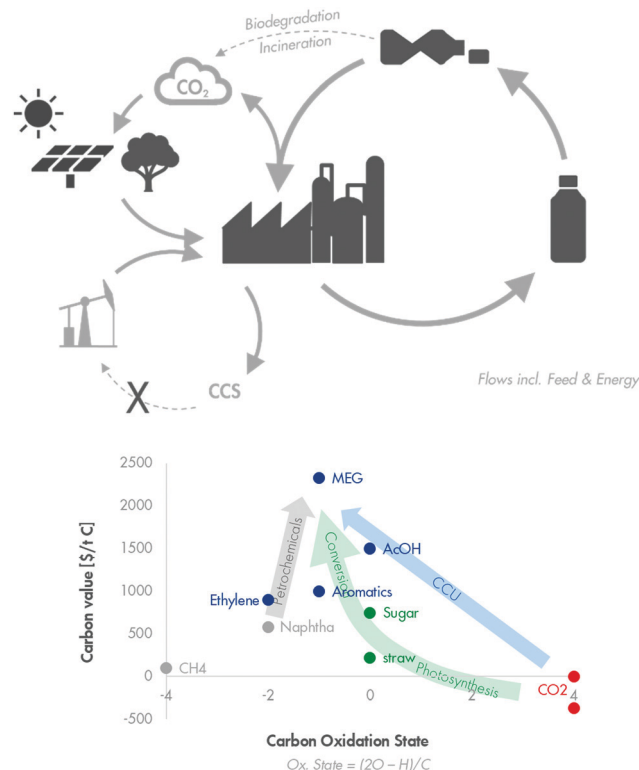 Biodegradation
Incineration
CO₂
X
CCS
Flows incl. Feed & Energy
2500
2000
1500
1000
500
0
-500
-4
-2
0
2
4
Carbon value [$/t C]
MEG
Petrochemicals
Conversion
AcOH
CCU
Ethylene
Aromatics
Naphtha
Sugar
CH4
straw
Photosynthesis
CO2
Carbon Oxidation State
Ox. State = (2O – H)/C